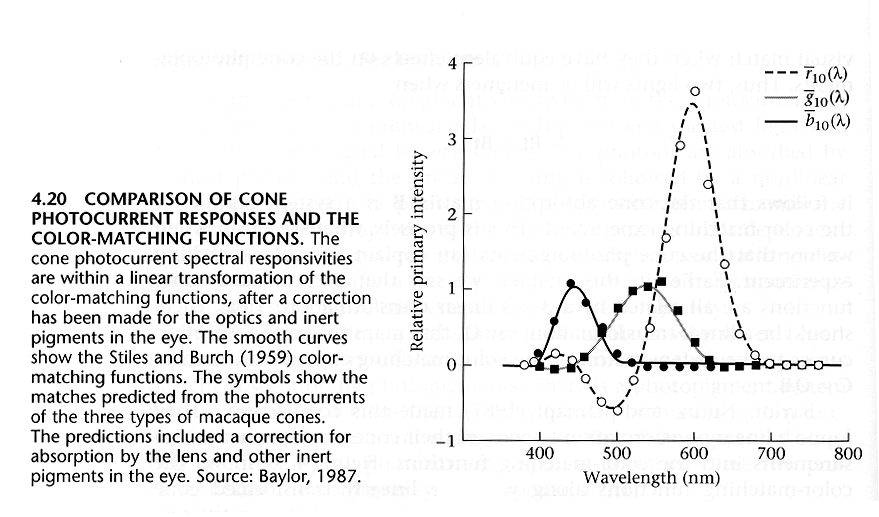 4.20 COMPARISON OF CONE
PHOTOCURRENT RESPONSES AND THE
COLOR-MATCHING FUNCTIONS. The
cone photocurrent spectral responsivities
are within a linear transformation of the
color-matching functions, after a correction
has been made for the optics and inert
pigments in the eye. The smooth curves
show the Stiles and Burch (1959) color-
matching functions. The symbols show the
matches predicted from the photocurrents
of the three types of macaque cones.
The predictions included a correction for
absorption by the lens and other inert
pigments in the eye. Source: Baylor, 1987.
Relative primary intensity
4
3
2
1
0
−1
400 500 600 700 800
Wavelength (nm)
r̅10(λ)
g̅10(λ)
b̅10(λ)